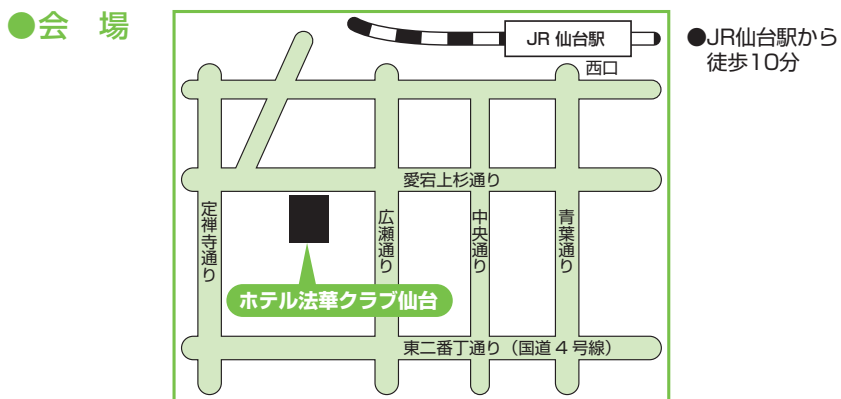 ●会　場
JR 仙台駅
西口
●JR仙台駅から
徒歩10分
愛宕上杉通り
定禅寺通り
広瀬通り
中央通り
青葉通り
ホテル法華クラブ仙台
東二番丁通り（国道 4 号線）